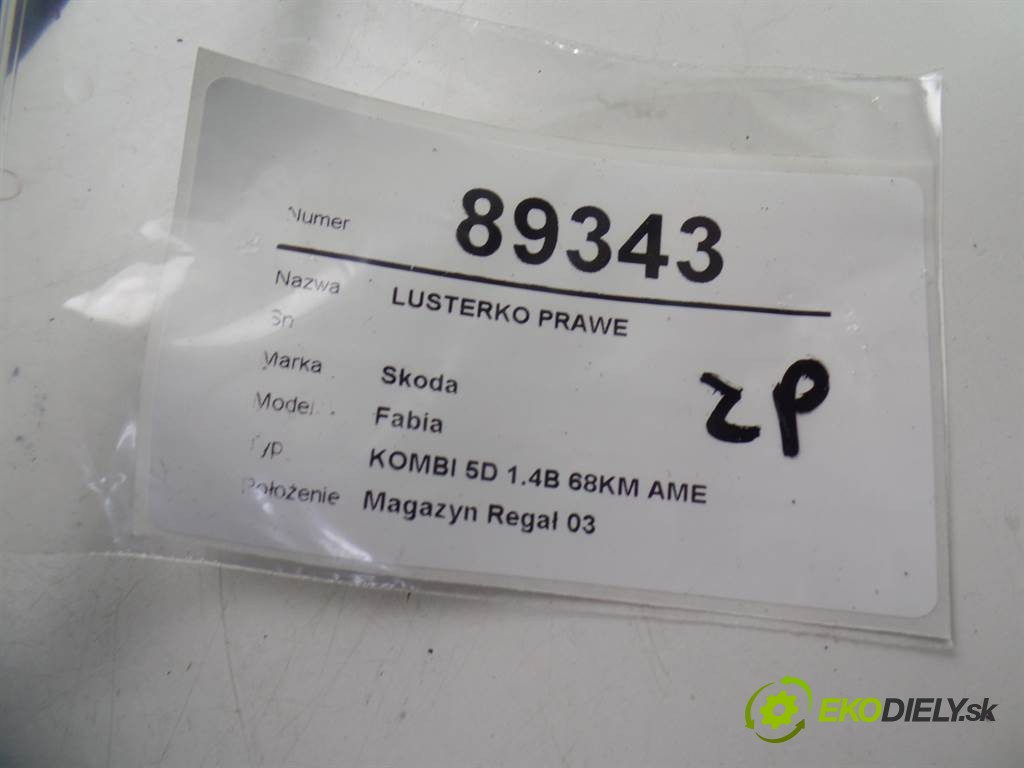 Numer 89343
Nazwa LUSTERKO PRAWE
Sn
Marka Skoda
Model Fabia
Typ KOMBI 5D 1.4B 68KM AME
Położenie Magazyn Regał 03
ZP
EKODIELY.sk